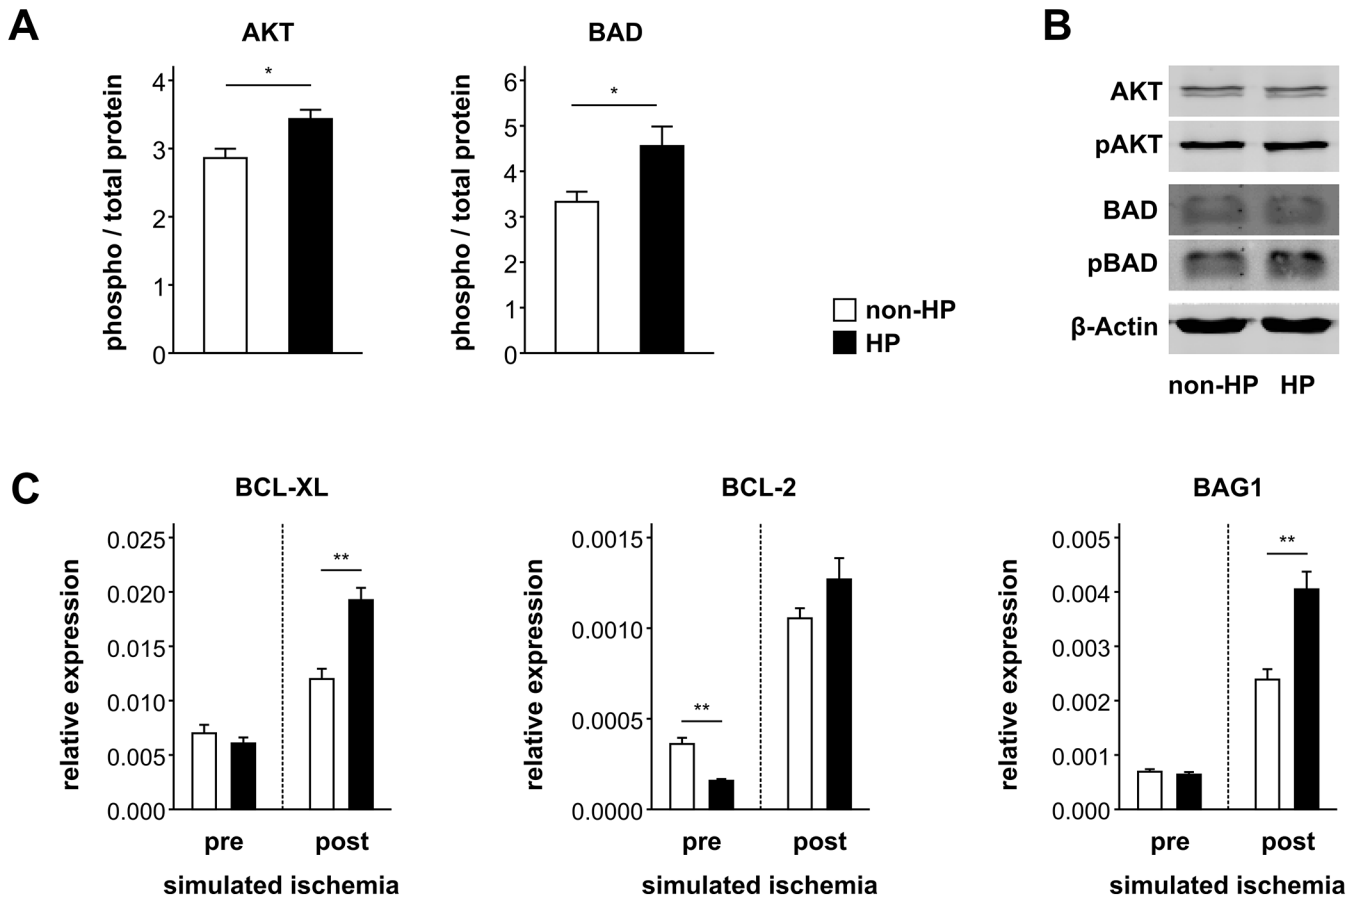 A
AKT
BAD
phospho / total protein
4
3
2
1
0
*
phospho / total protein
6
5
4
3
2
1
0
*
non-HP
HP
B
AKT
pAKT
BAD
pBAD
β-Actin
non-HP HP
C
BCL-XL
relative expression
0.025
0.020
0.015
0.010
0.005
0.000
**
pre post
simulated ischemia
BCL-2
relative expression
0.0015
0.0010
0.0005
0.0000
**
pre post
simulated ischemia
BAG1
relative expression
0.005
0.004
0.003
0.002
0.001
0.000
**
pre post
simulated ischemia